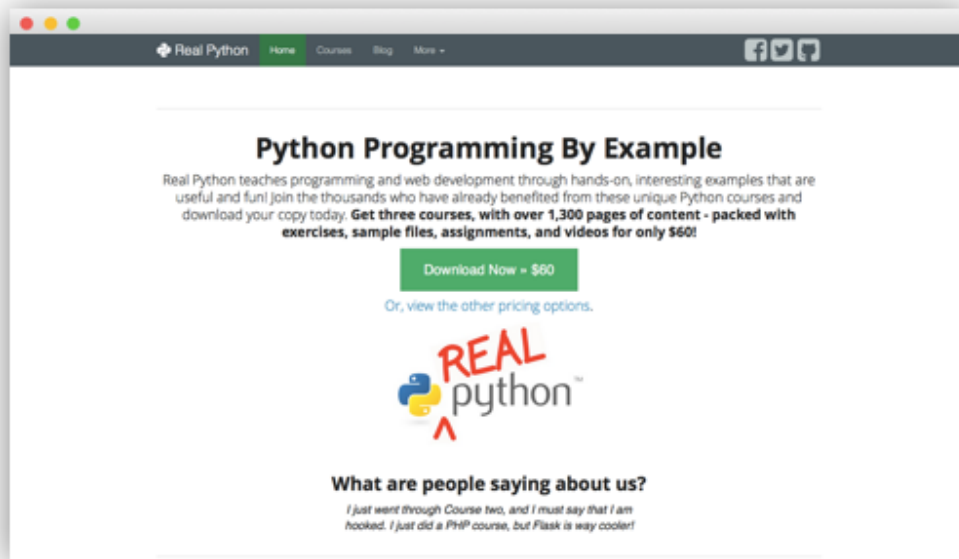 Real Python Home Courses Blog More
Python Programming By Example
Real Python teaches programming and web development through hands-on, interesting examples that are
useful and fun! Join the thousands who have already benefited from these unique Python courses and
download your copy today. Get three courses, with over 1,300 pages of content - packed with
exercises, sample files, assignments, and videos for only $60!
Download Now = $60
Or, view the other pricing options.
REAL
python™
What are people saying about us?
I just went through Course two, and I must say that I am
hooked. I just did a PHP course, but Flask is way cooler!